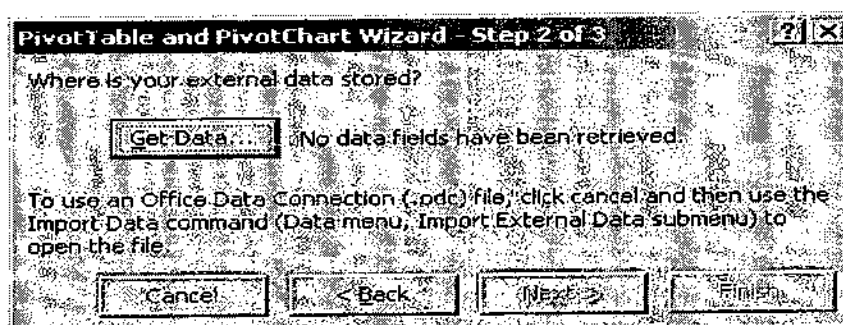 PivotTable and PivotChart Wizard - Step 2 of 3
Where is your external data stored?
Get Data... No data fields have been retrieved.
To use an Office Data Connection (.odc) file, click cancel and then use the
Import Data command (Data menu, Import External Data submenu) to
open the file.
Cancel < Back Next > Finish